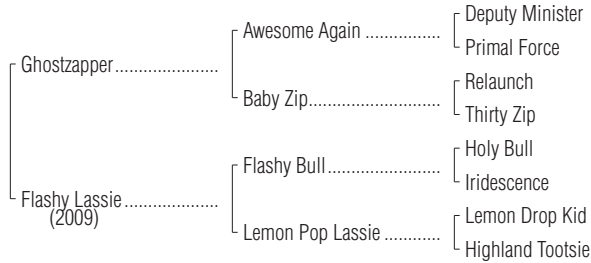 Deputy Minister
Awesome Again ................
Primal Force
Ghostzapper.....................
Relaunch
Baby Zip...........................
Thirty Zip
Holy Bull
Flashy Bull.......................
Iridescence
Flashy Lassie...................
(2009)
Lemon Drop Kid
Lemon Pop Lassie ............
Highland Tootsie